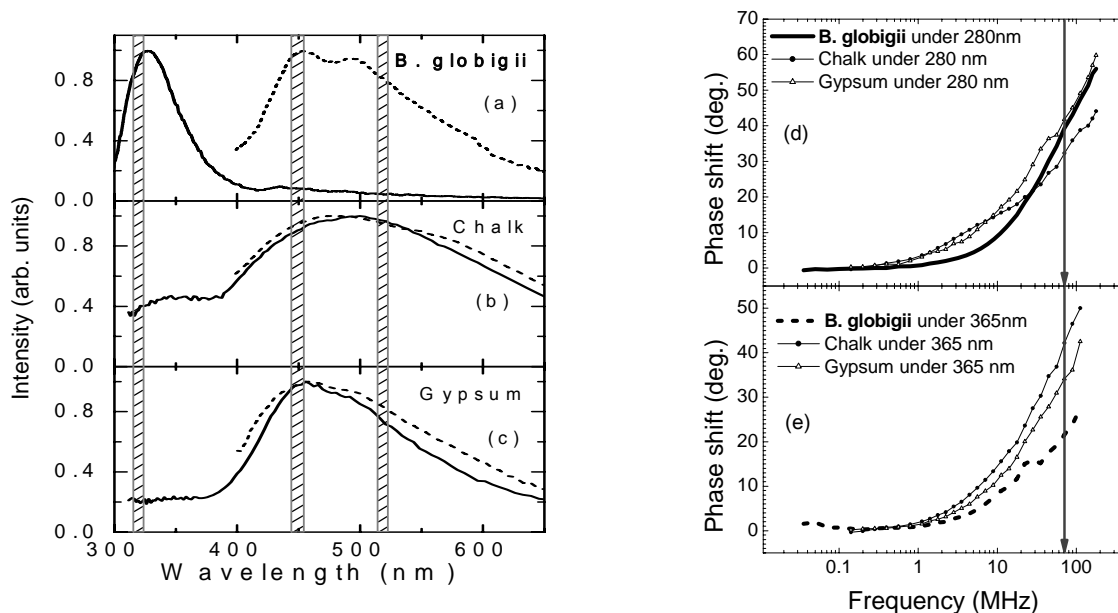 B. globigii
(a)
0.8
0.4
0.0
Chalk
(b)
0.8
0.4
0.0
Gypsum
(c)
0.8
0.4
0.0
300 400 500 600
Wavelength (nm)
Intensity (arb. units)
B. globigii under 280nm
Chalk under 280 nm
Gypsum under 280 nm
(d)
70
60
50
40
30
20
10
0
Phase shift (deg.)
B. globigii under 365nm
Chalk under 365 nm
Gypsum under 365 nm
(e)
50
40
30
20
10
0
Phase shift (deg.)
0.1 1 10 100
Frequency (MHz)